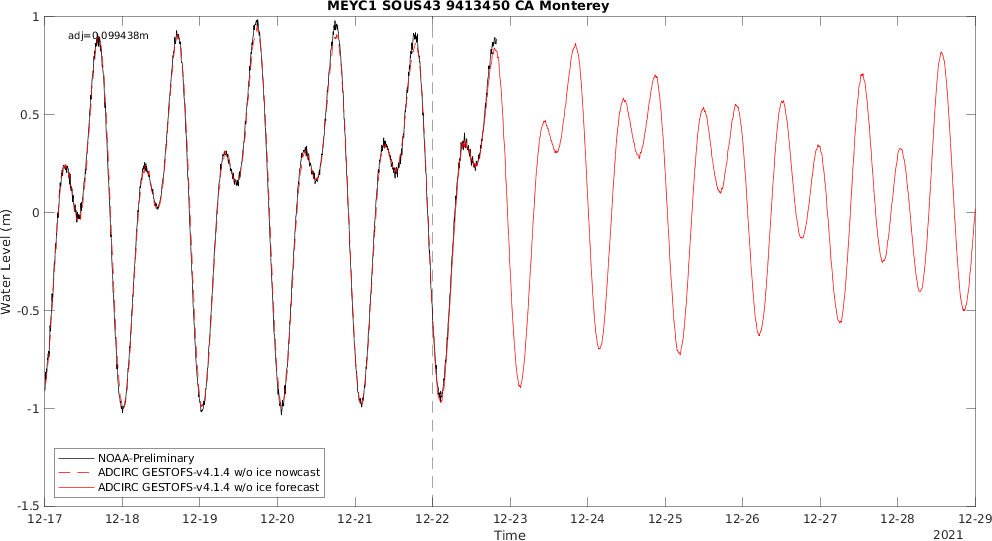 MEYC1 SOUS43 9413450 CA Monterey
adj=0.099438m
1
0.5
0
-0.5
-1
-1.5
Water Level (m)
NOAA-Preliminary
ADCIRC GESTOFS-v4.1.4 w/o ice nowcast
ADCIRC GESTOFS-v4.1.4 w/o ice forecast
12-17 12-18 12-19 12-20 12-21 12-22 12-23 12-24 12-25 12-26 12-27 12-28 12-29
Time
2021